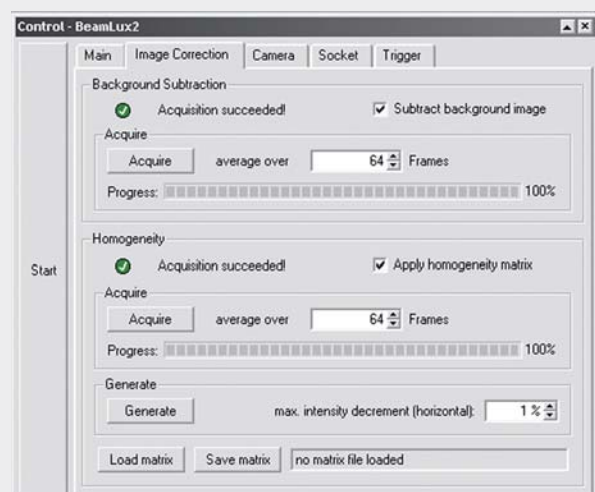 Control - BeamLux2
Main Image Correction Camera Socket Trigger
Background Subtraction
Acquisition succeeded! Subtract background image
Acquire
Acquire average over 64 Frames
Progress: 100%
Homogeneity
Start
Acquisition succeeded! Apply homogeneity matrix
Acquire
Acquire average over 64 Frames
Progress: 100%
Generate
Generate max. intensity decrement (horizontal): 1 %
Load matrix Save matrix no matrix file loaded